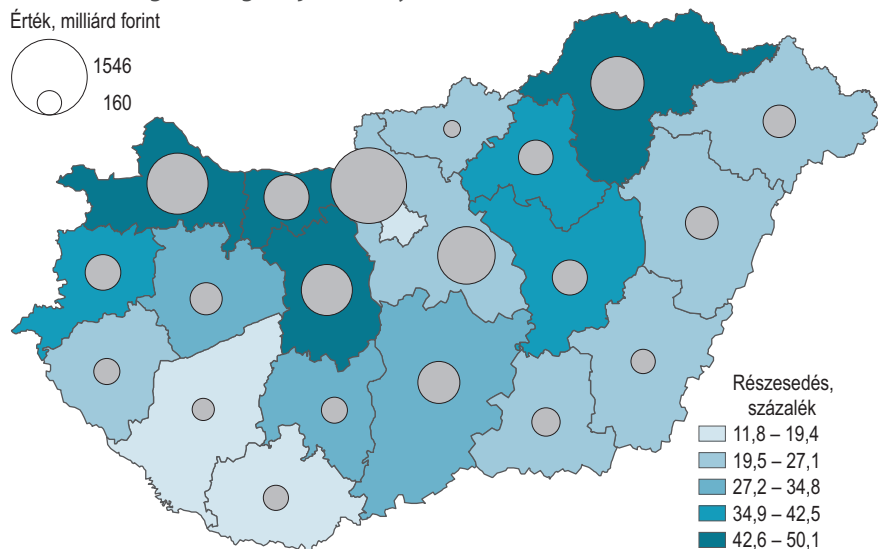 Érték, milliárd forint
1546
160
Részesedés,
százalék
11,8 – 19,4
19,5 – 27,1
27,2 – 34,8
34,9 – 42,5
42,6 – 50,1